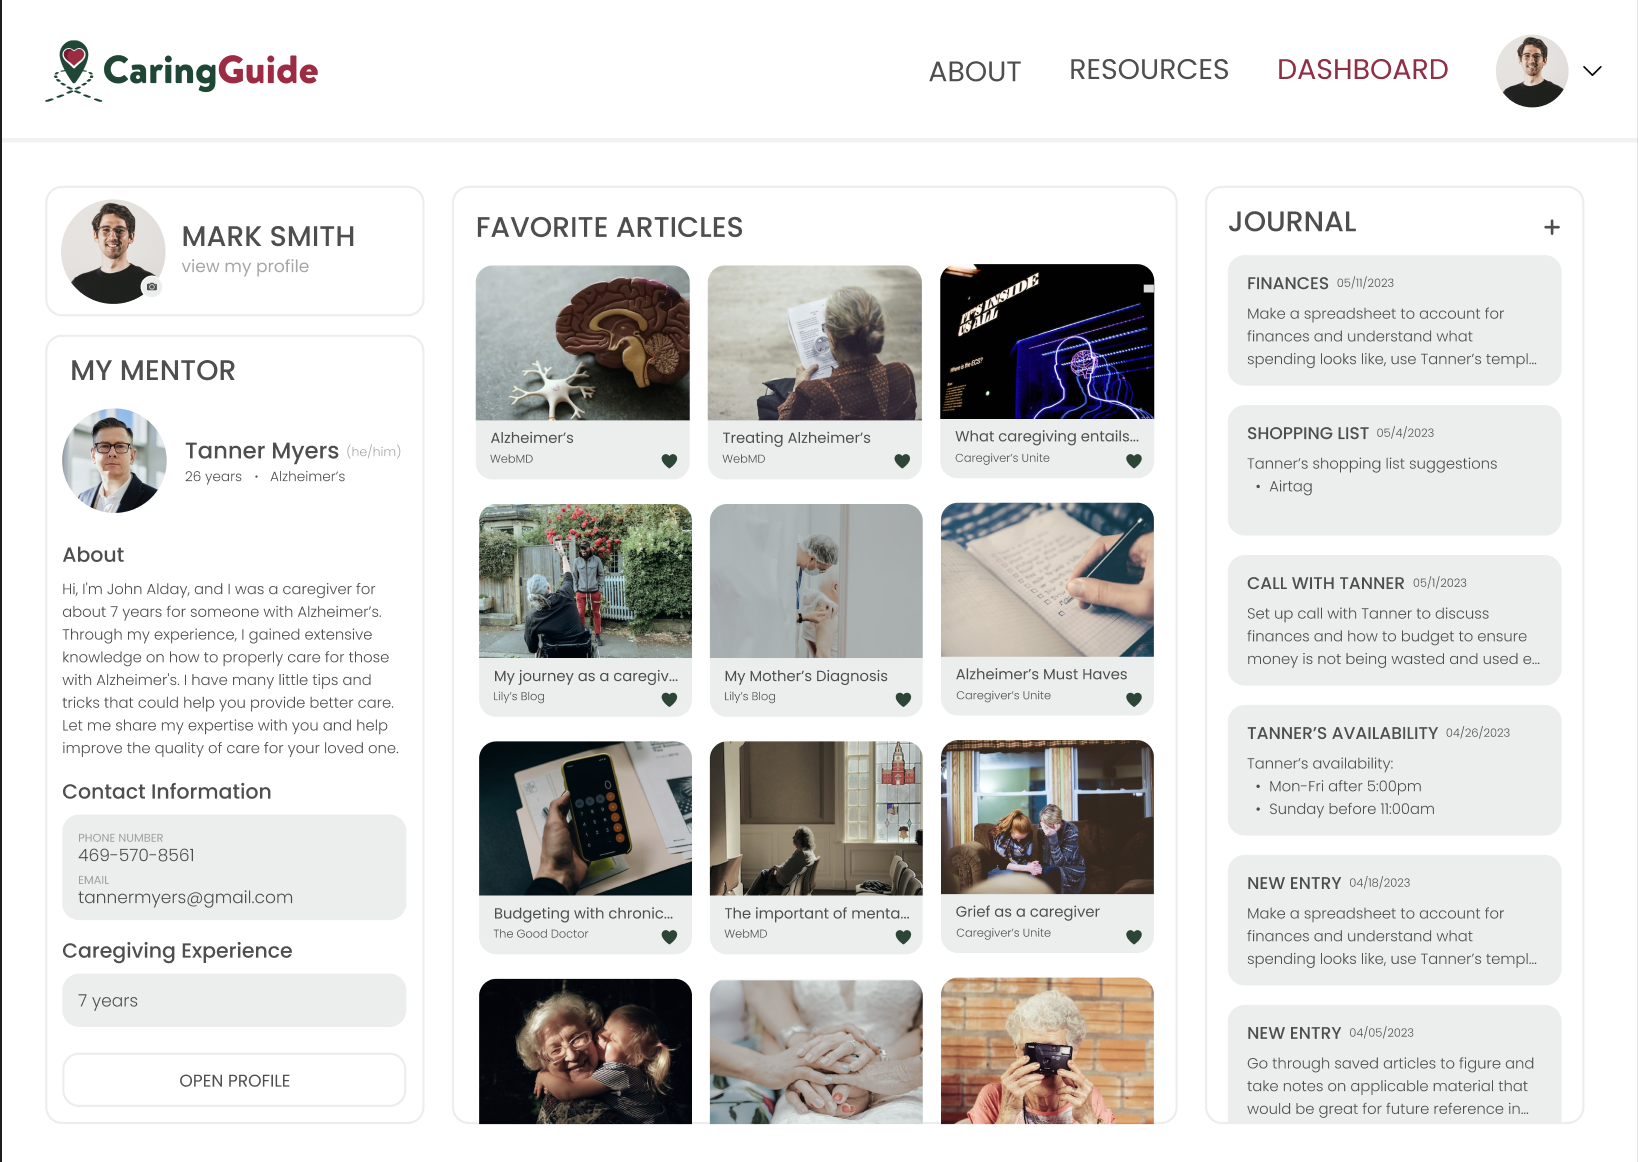 CaringGuide
ABOUT
RESOURCES
DASHBOARD
MARK SMITH
view my profile
MY MENTOR
Tanner Myers (he/him)
26 years • Alzheimer's
About
Hi, I'm John Alday, and I was a caregiver for
about 7 years for someone with Alzheimer's.
Through my experience, I gained extensive
knowledge on how to properly care for those
with Alzheimer's. I have many little tips and
tricks that could help you provide better care.
Let me share my expertise with you and help
improve the quality of care for your loved one.
Contact Information
PHONE NUMBER
469-570-8561
EMAIL
tannermyers@gmail.com
Caregiving Experience
7 years
OPEN PROFILE
FAVORITE ARTICLES
Alzheimer's
WebMD
Treating Alzheimer's
WebMD
IT'S INSIDE
US ALL
Where is the ECS?
What caregiving entails...
Caregiver's Unite
My journey as a caregiv...
Lily's Blog
My Mother's Diagnosis
Lily's Blog
Alzheimer's Must Haves
Caregiver's Unite
Budgeting with chronic...
The Good Doctor
The important of menta...
WebMD
Grief as a caregiver
Caregiver's Unite
JOURNAL
+
FINANCES 05/11/2023
Make a spreadsheet to account for
finances and understand what
spending looks like, use Tanner's templ...
SHOPPING LIST 05/4/2023
Tanner's shopping list suggestions
• Airtag
CALL WITH TANNER 05/1/2023
Set up call with Tanner to discuss
finances and how to budget to ensure
money is not being wasted and used e...
TANNER'S AVAILABILITY 04/26/2023
Tanner's availability:
• Mon-Fri after 5:00pm
• Sunday before 11:00am
NEW ENTRY 04/18/2023
Make a spreadsheet to account for
finances and understand what
spending looks like, use Tanner's templ...
NEW ENTRY 04/05/2023
Go through saved articles to figure and
take notes on applicable material that
would be great for future reference in...